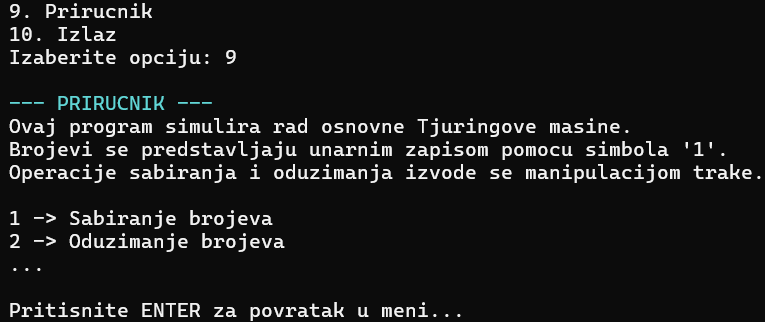 9. Prirucnik
10. Izlaz
Izaberite opciju: 9
--- PRIRUCNIK ---
Ovaj program simulira rad osnovne Tjuringove masine.
Brojevi se predstavljaju unarnim zapisom pomocu simbola '1'.
Operacije sabiranja i oduzimanja izvode se manipulacijom trake.
1 -> Sabiranje brojeva
2 -> Oduzimanje brojeva
...
Pritisnite ENTER za povratak u meni...